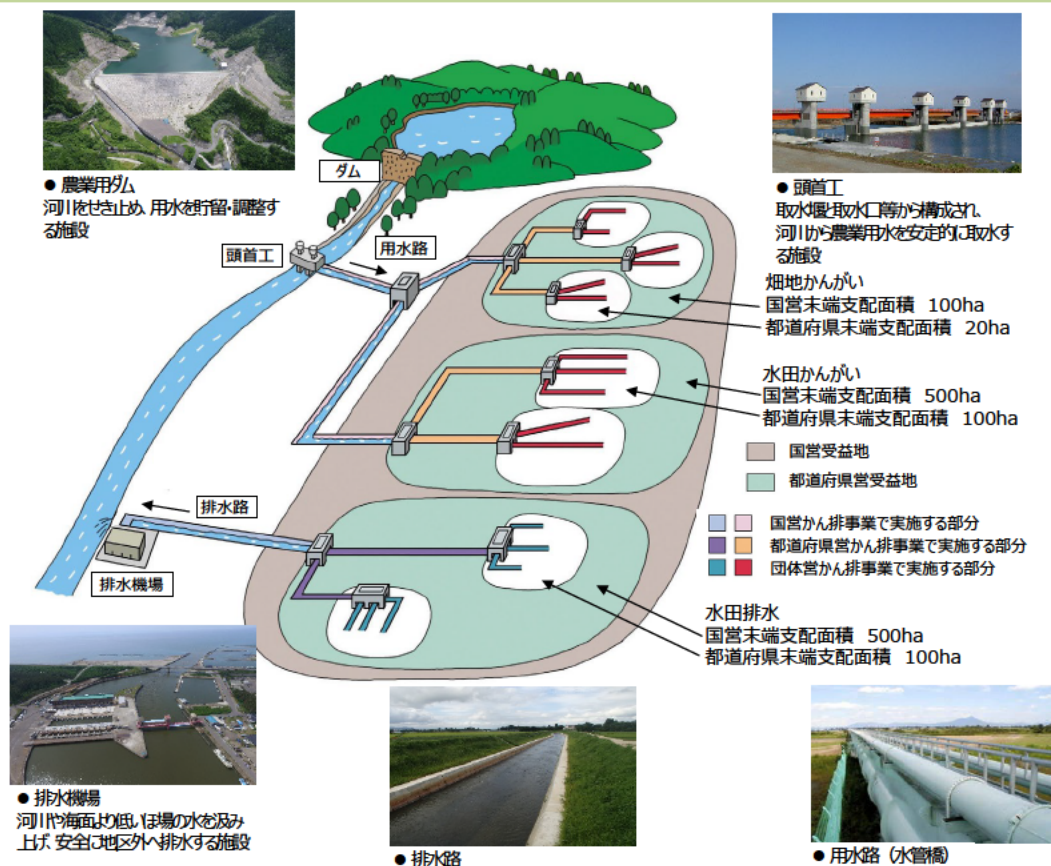 ● 農業用ダム
河川をせき止め、用水を貯留・調整す
る施設
ダム
頭首工
用水路
● 頭首工
取水堰と取水口等から構成され、
河川から農業用水を安定的に取水す
る施設
畑地かんがい
国営末端支配面積 100ha
都道府県末端支配面積 20ha
水田かんがい
国営末端支配面積 500ha
都道府県末端支配面積 100ha
国営受益地
都道府県営受益地
国営かん排事業で実施する部分
都道府県営かん排事業で実施する部分
団体営かん排事業で実施する部分
排水路
排水機場
水田排水
国営末端支配面積 500ha
都道府県末端支配面積 100ha
● 排水機場
河川や海面より低いほ場の水を汲み
上げ、安全に地区外へ排水する施設
● 排水路
● 用水路（水管橋）